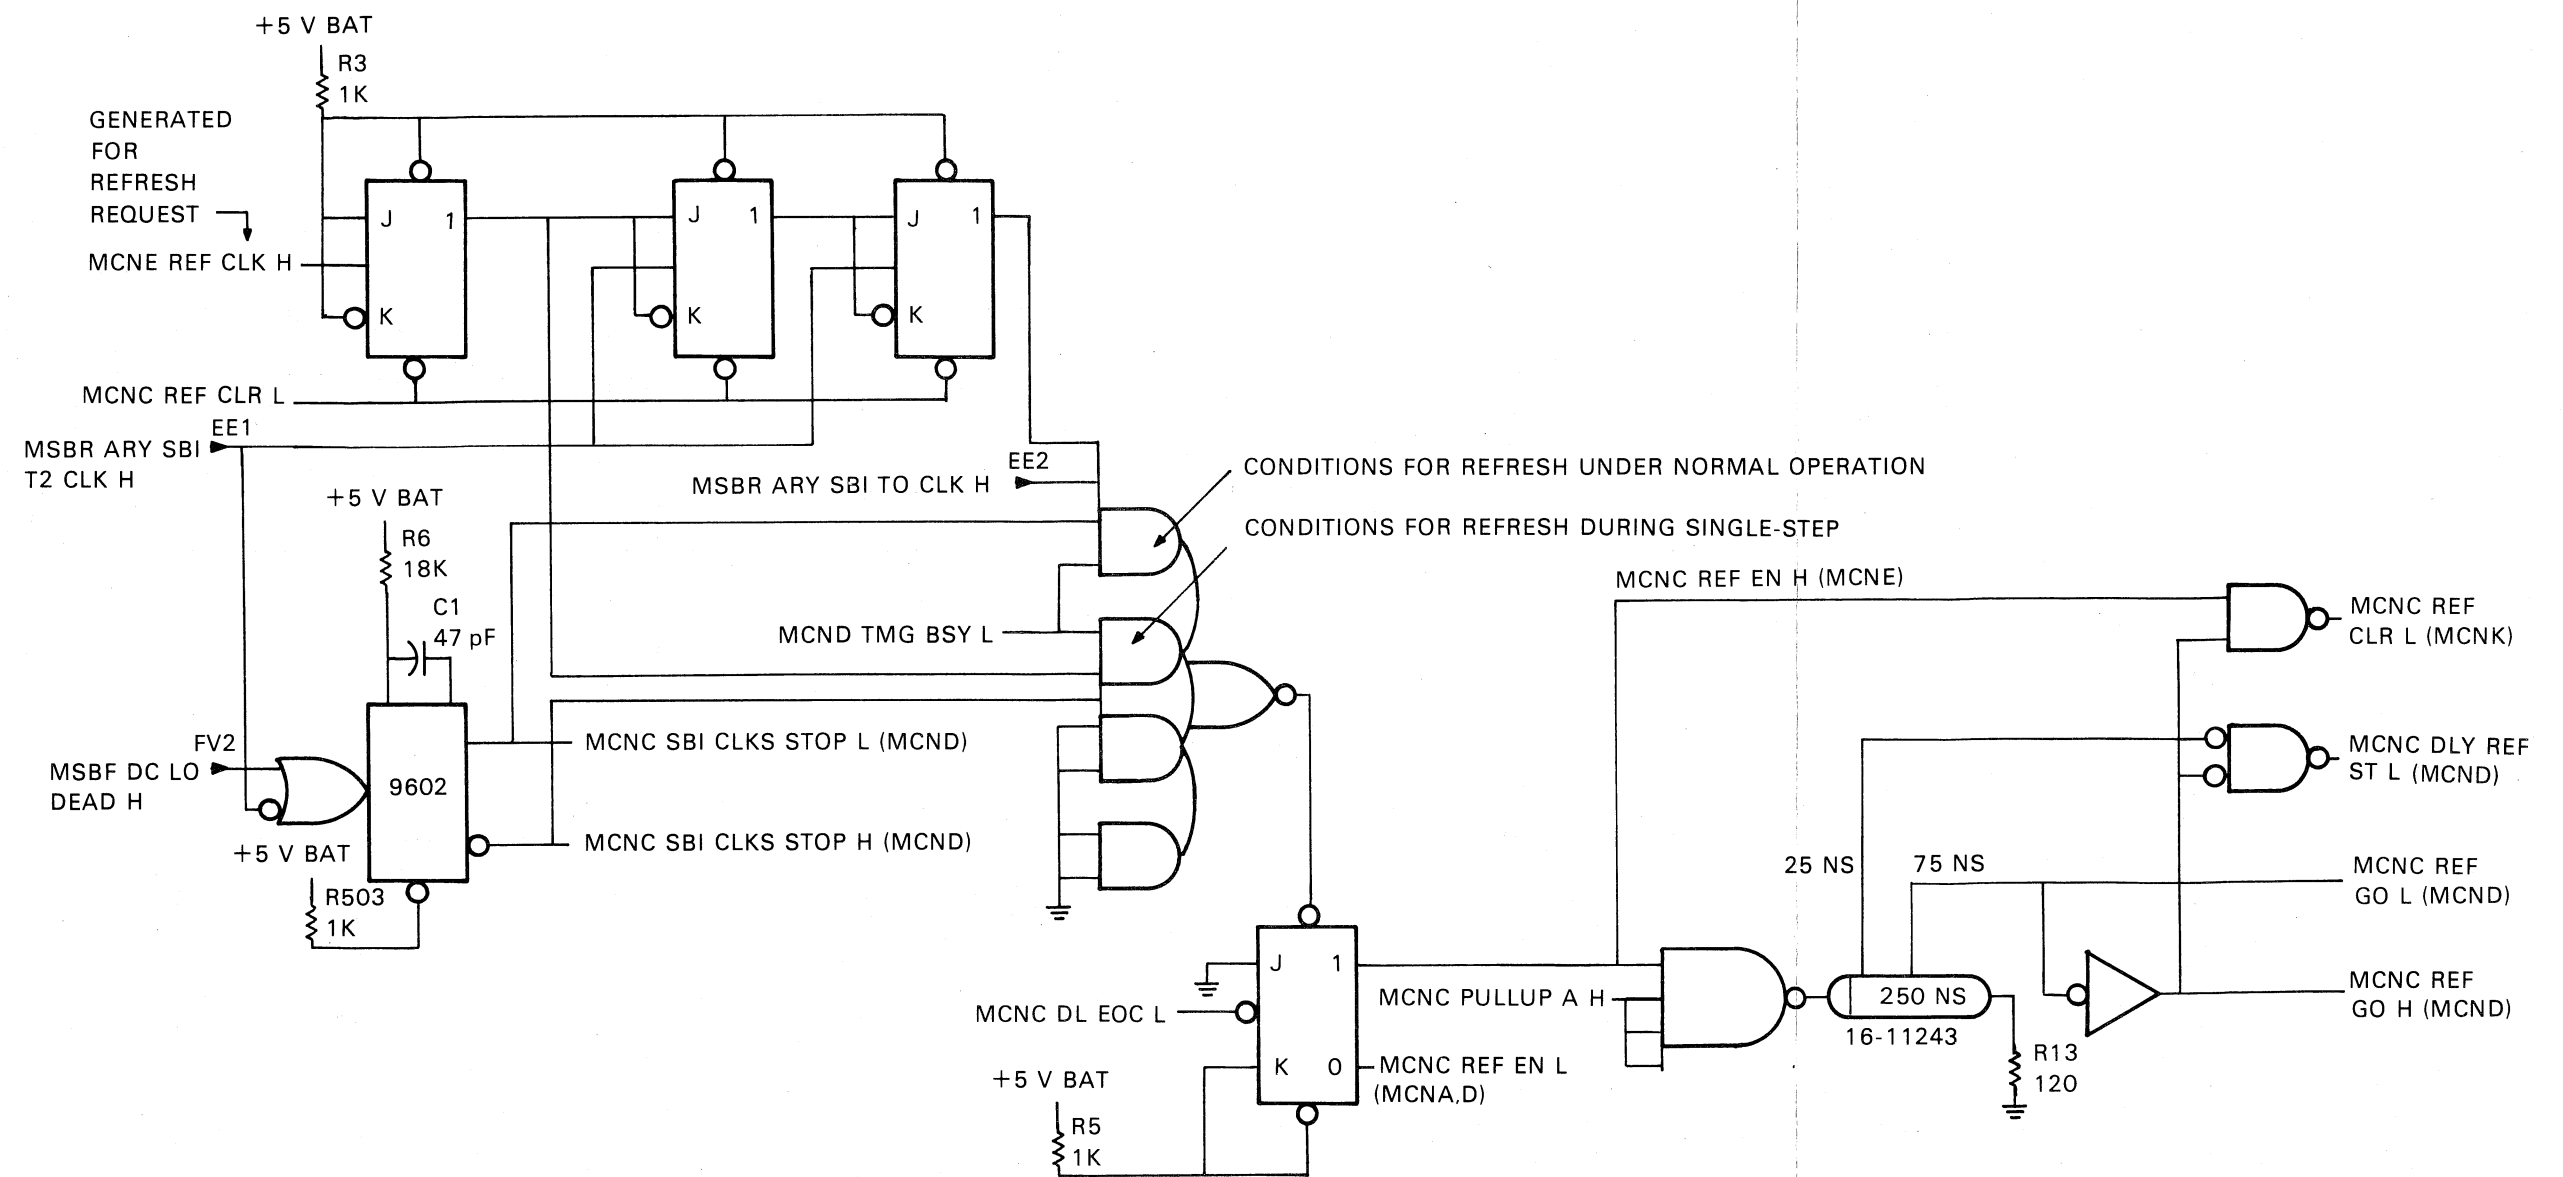 +5 V BAT
R3
1K
GENERATED
FOR
REFRESH
REQUEST
J 1
J 1
J 1
MCNE REF CLK H
K
K
K
MCNC REF CLR L
EE1
MSBR ARY SBI
T2 CLK H
EE2
MSBR ARY SBI TO CLK H
CONDITIONS FOR REFRESH UNDER NORMAL OPERATION
CONDITIONS FOR REFRESH DURING SINGLE-STEP
+5 V BAT
R6
18K
C1
47 pF
MCND TMG BSY L
MCNC REF EN H (MCNE)
MCNC REF
CLR L (MCNK)
FV2
MSBF DC LO
DEAD H
9602
MCNC SBI CLKS STOP L (MCND)
MCNC SBI CLKS STOP H (MCND)
MCNC DLY REF
ST L (MCND)
+5 V BAT
R503
1K
25 NS
75 NS
MCNC REF
GO L (MCND)
J 1
MCNC DL EOC L
K 0
MCNC PULLUP A H
250 NS
16-11243
MCNC REF
GO H (MCND)
MCNC REF EN L
(MCNA,D)
R13
120
+5 V BAT
R5
1K